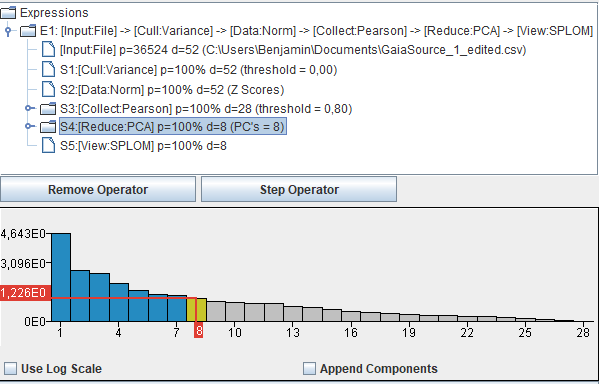 Expressions
E1: [Input:File] -> [Cull:Variance] -> [Data:Norm] -> [Collect:Pearson] -> [Reduce:PCA] -> [View:SPLOM]
[Input:File] p=36524 d=52 (C:\Users\Benjamin\Documents\GaiaSource_1_edited.csv)
S1:[Cull:Variance] p=100% d=52 (threshold = 0,00)
S2:[Data:Norm] p=100% d=52 (Z Scores)
S3:[Collect:Pearson] p=100% d=28 (threshold = 0,80)
S4:[Reduce:PCA] p=100% d=8 (PC's = 8)
S5:[View:SPLOM] p=100% d=8
Remove Operator Step Operator
4,643E0
3,096E0
1,226E0
0E0
1 4 7 8 10 13 16 19 22 25 28
Use Log Scale Append Components